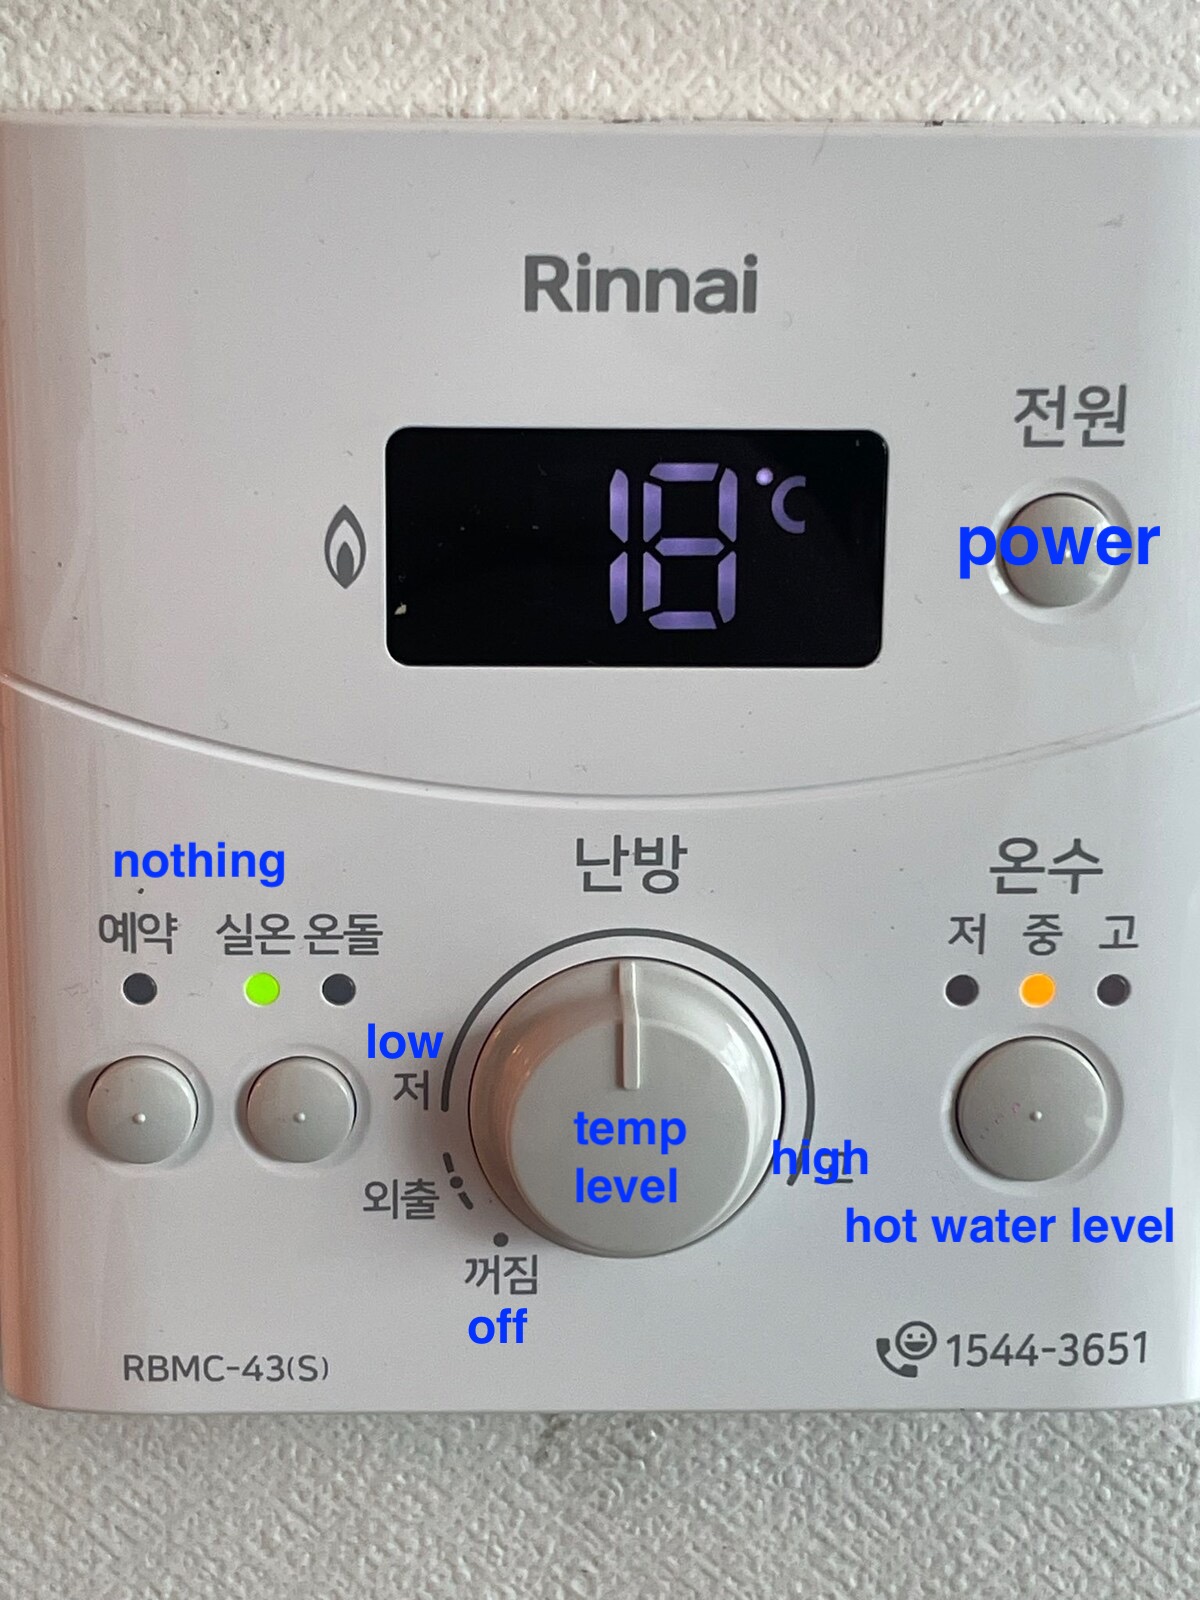 Rinnai
전원
18°C
power
nothing
난방
온수
예약 실온 온돌
저 중 고
low
저
temp
level
high
외출
hot water level
꺼짐
off
RBMC-43(S)
1544-3651